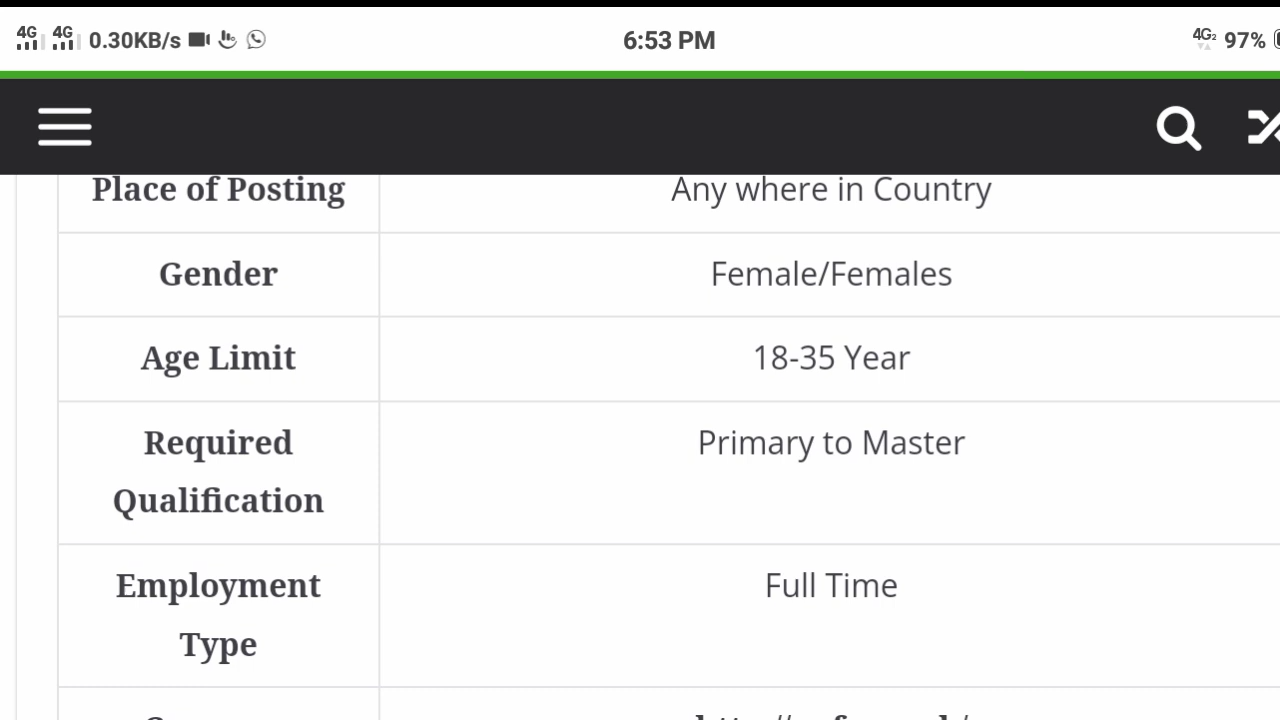 4G 4G 0.30KB/s 6:53 PM 4G2 97%
Place of Posting Any where in Country
Gender Female/Females
Age Limit 18-35 Year
Required Primary to Master
Qualification
Employment Full Time
Type